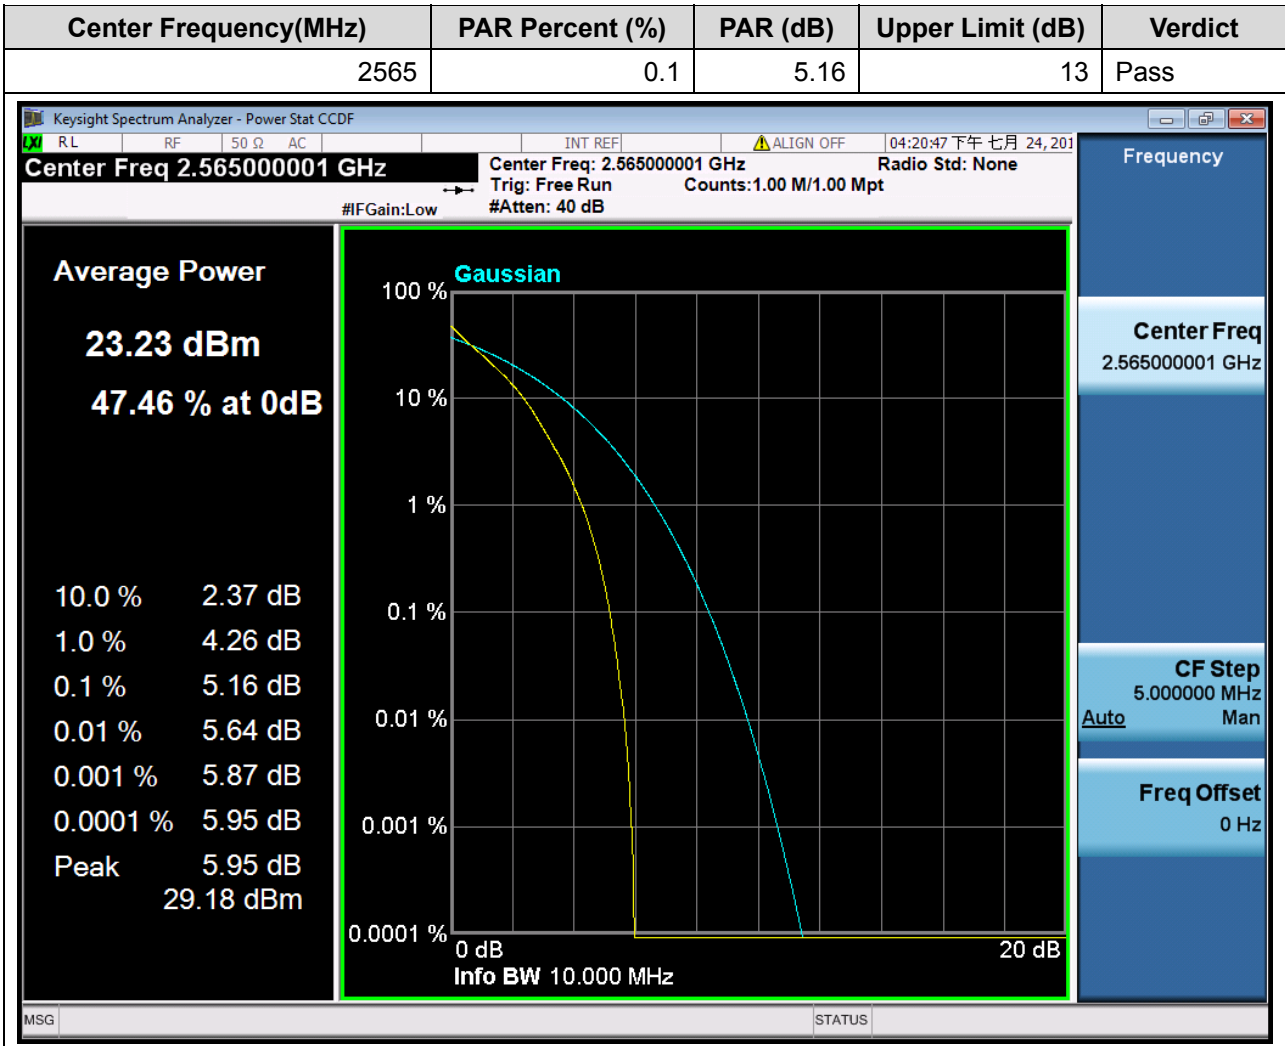 Center Frequency(MHz) PAR Percent (%) PAR (dB) Upper Limit (dB) Verdict
2565 0.1 5.16 13 Pass
Keysight Spectrum Analyzer - Power Stat CCDF
LXI RL RF 50 Ω AC INT REF ALIGN OFF 04:20:47 下午 七月 24, 201
Center Freq 2.565000001 GHz
Center Freq: 2.565000001 GHz Radio Std: None
Trig: Free Run Counts:1.00 M/1.00 Mpt
#IFGain:Low #Atten: 40 dB
Frequency
Average Power
23.23 dBm
47.46 % at 0dB
10.0 % 2.37 dB
1.0 % 4.26 dB
0.1 % 5.16 dB
0.01 % 5.64 dB
0.001 % 5.87 dB
0.0001 % 5.95 dB
Peak 5.95 dB
29.18 dBm
Gaussian
100 %
10 %
1 %
0.1 %
0.01 %
0.001 %
0.0001 %
0 dB 20 dB
Info BW 10.000 MHz
Center Freq
2.565000001 GHz
CF Step
5.000000 MHz
Auto Man
Freq Offset
0 Hz
MSG STATUS